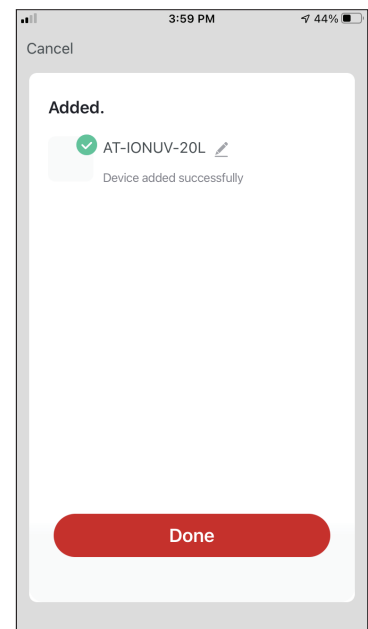 3:59 PM 44%
Cancel
Added.
AT-IONUV-20L
Device added successfully
Done